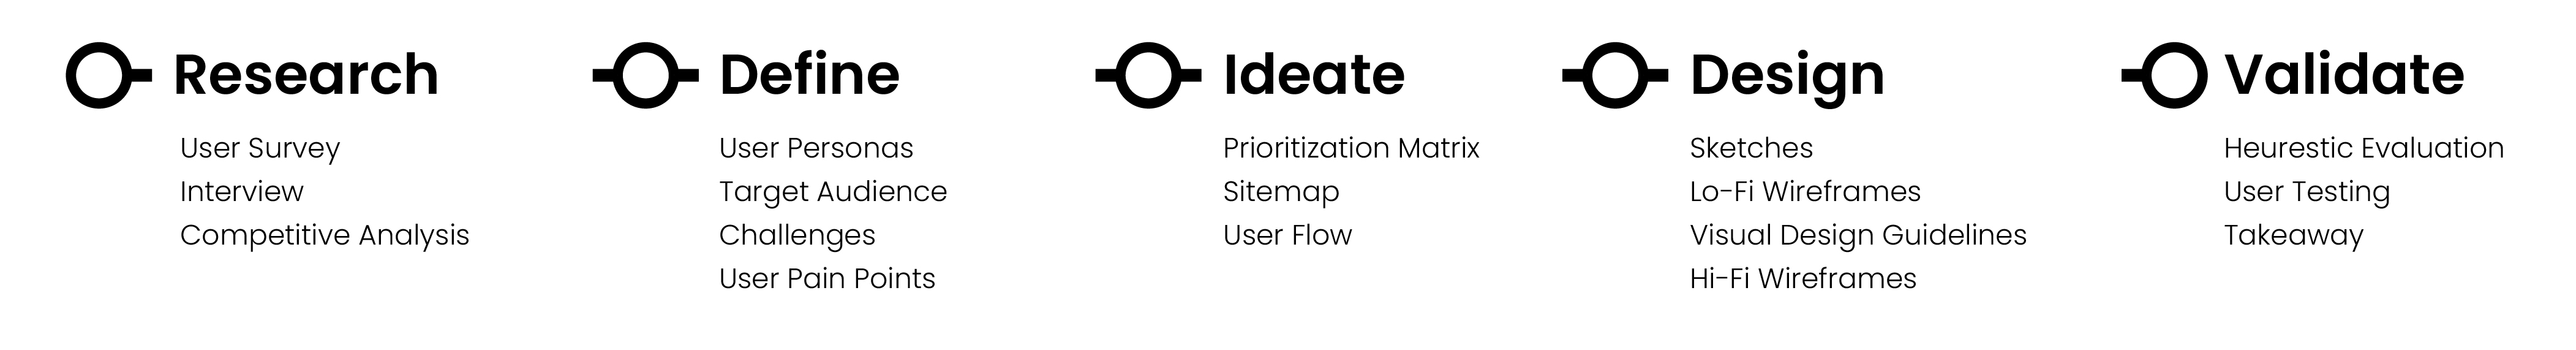 Research
User Survey
Interview
Competitive Analysis
Define
User Personas
Target Audience
Challenges
User Pain Points
Ideate
Prioritization Matrix
Sitemap
User Flow
Design
Sketches
Lo-Fi Wireframes
Visual Design Guidelines
Hi-Fi Wireframes
Validate
Heurestic Evaluation
User Testing
Takeaway